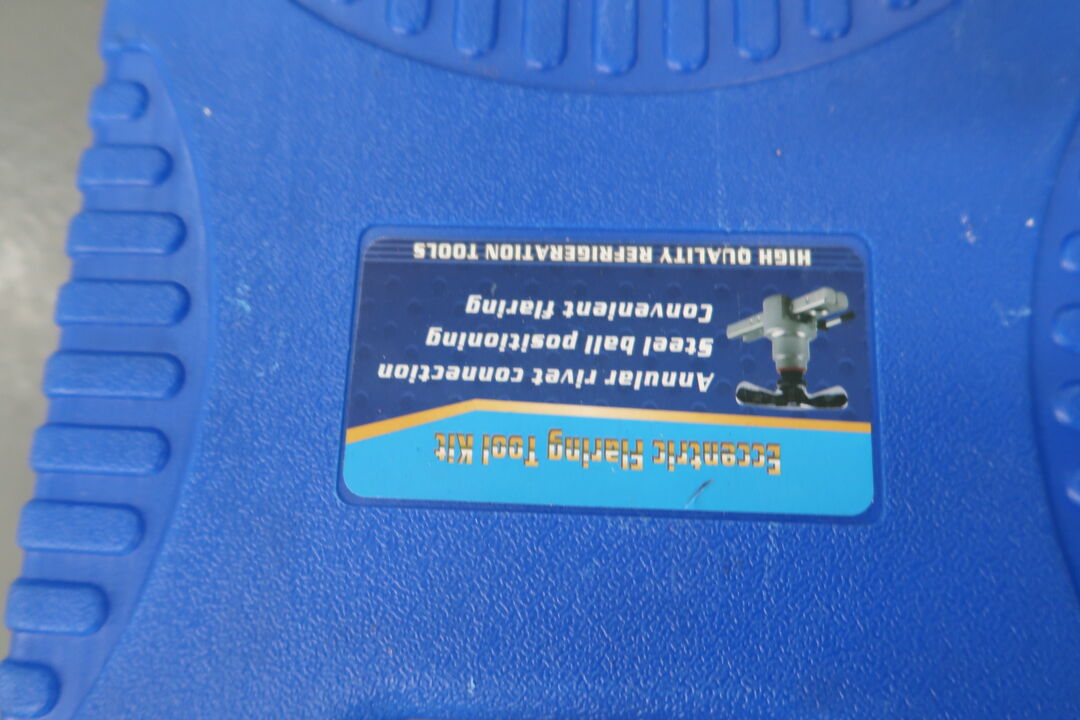 Eccentric Flaring Tool Kit
Annular rivet connection
Steel ball positioning
Convenient flaring
HIGH QUALITY REFRIGERATION TOOLS